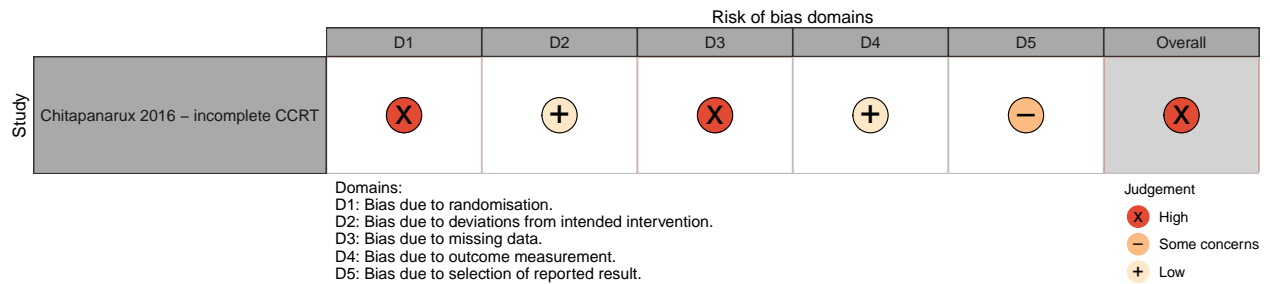 Risk of bias domains
D1 D2 D3 D4 D5 Overall
Study
Chitapanarux 2016 – incomplete CCRT X + X + – X
Domains:
D1: Bias due to randomisation.
D2: Bias due to deviations from intended intervention.
D3: Bias due to missing data.
D4: Bias due to outcome measurement.
D5: Bias due to selection of reported result.
Judgement
X High
– Some concerns
+ Low